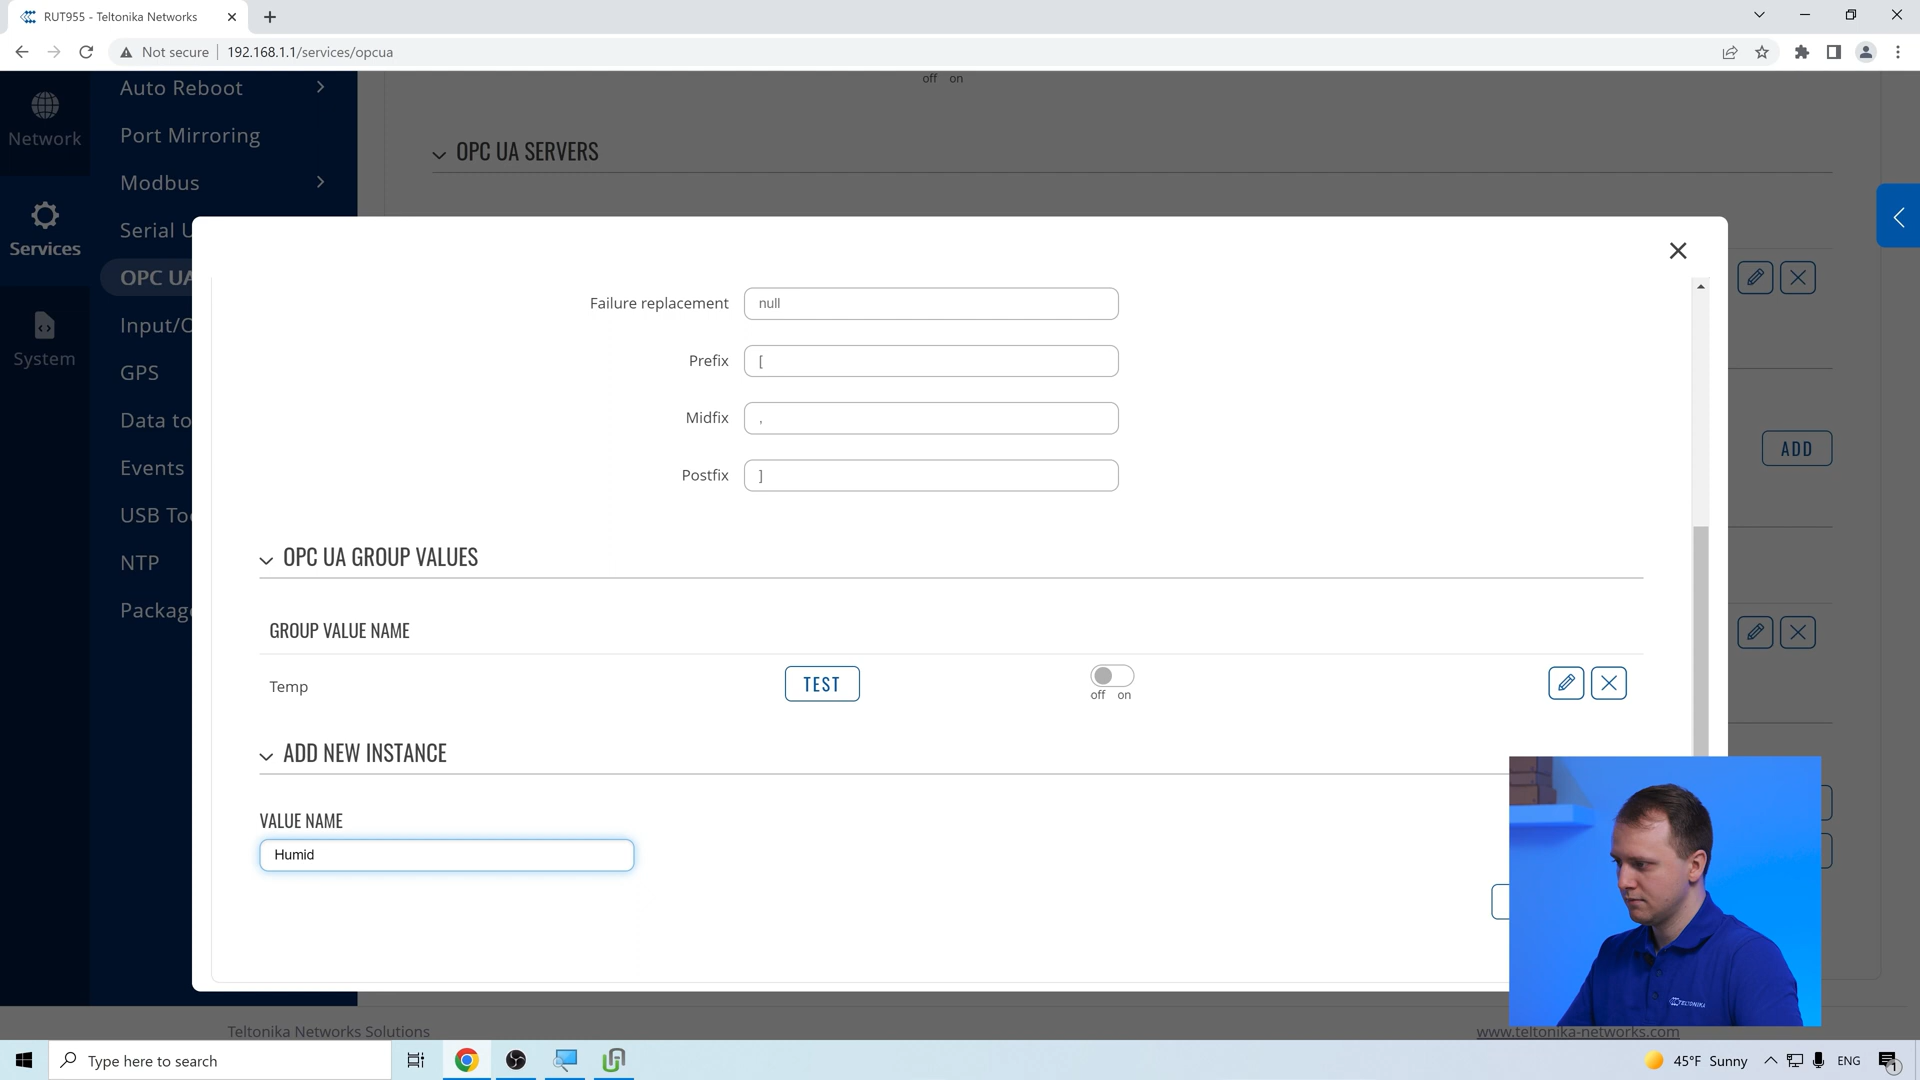 RUT955 - Teltonika Networks
Not secure
192.168.1.1/services/opcua
Network
Services
System
Auto Reboot
Port Mirroring
Modbus
Serial
OPC UA
Input/
GPS
Data to
Events
USB
NTP
Package
off on
OPC UA SERVERS
ADD
Failure replacement
null
Prefix
[
Midfix
,
Postfix
]
OPC UA GROUP VALUES
GROUP VALUE NAME
Temp
TEST
off on
ADD NEW INSTANCE
VALUE NAME
Humid
TELTONIKA
Teltonika Networks Solutions
www.teltonika-networks.com
Type here to search
45°F Sunny
ENG
1